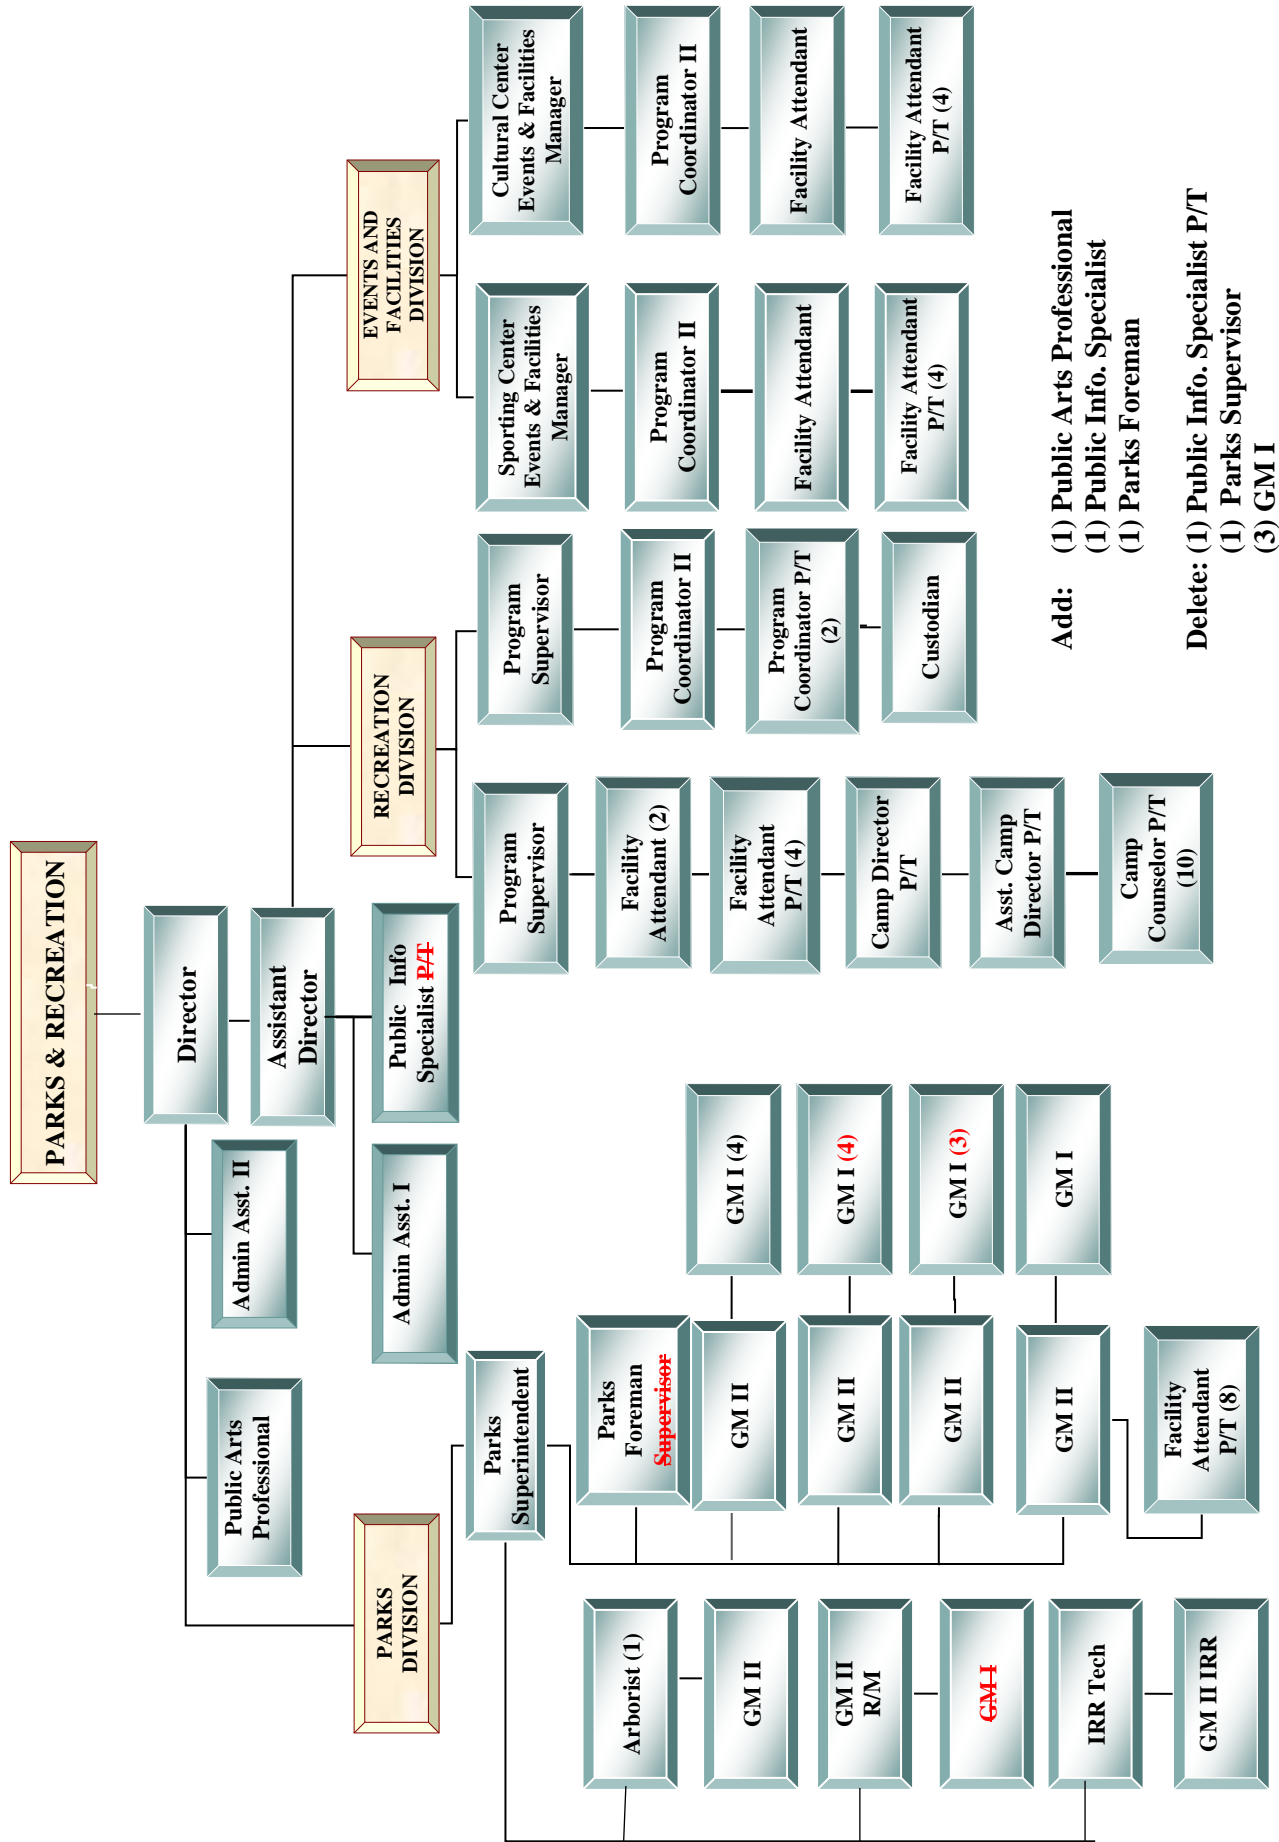 PARKS & RECREATION
Director
Public Arts
Professional
Admin Asst. II
Assistant
Director
Admin Asst. I
Public Info
Specialist P/T
PARKS
DIVISION
RECREATION
DIVISION
EVENTS AND
FACILITIES
DIVISION
Parks
Superintendent
Arborist (1)
GM II
GM II
R/M
GM I
IRR Tech
GM II IRR
Parks
Foreman
Supervisor
GM II
GM I (4)
GM II
GM I (4)
GM II
GM I (3)
GM II
GM I
Facility
Attendant
P/T (8)
Program
Supervisor
Facility
Attendant (2)
Facility
Attendant
P/T (4)
Camp Director
P/T
Asst. Camp
Director P/T
Camp
Counselor P/T
(10)
Program
Supervisor
Program
Coordinator II
Program
Coordinator P/T
(2)
Custodian
Sporting Center
Events & Facilities
Manager
Program
Coordinator II
Facility Attendant
Facility Attendant
P/T (4)
Cultural Center
Events & Facilities
Manager
Program
Coordinator II
Facility Attendant
Facility Attendant
P/T (4)
Add: (1) Public Arts Professional
(1) Public Info. Specialist
(1) Parks Foreman
Delete: (1) Public Info. Specialist P/T
(1) Parks Supervisor
(3) GM I